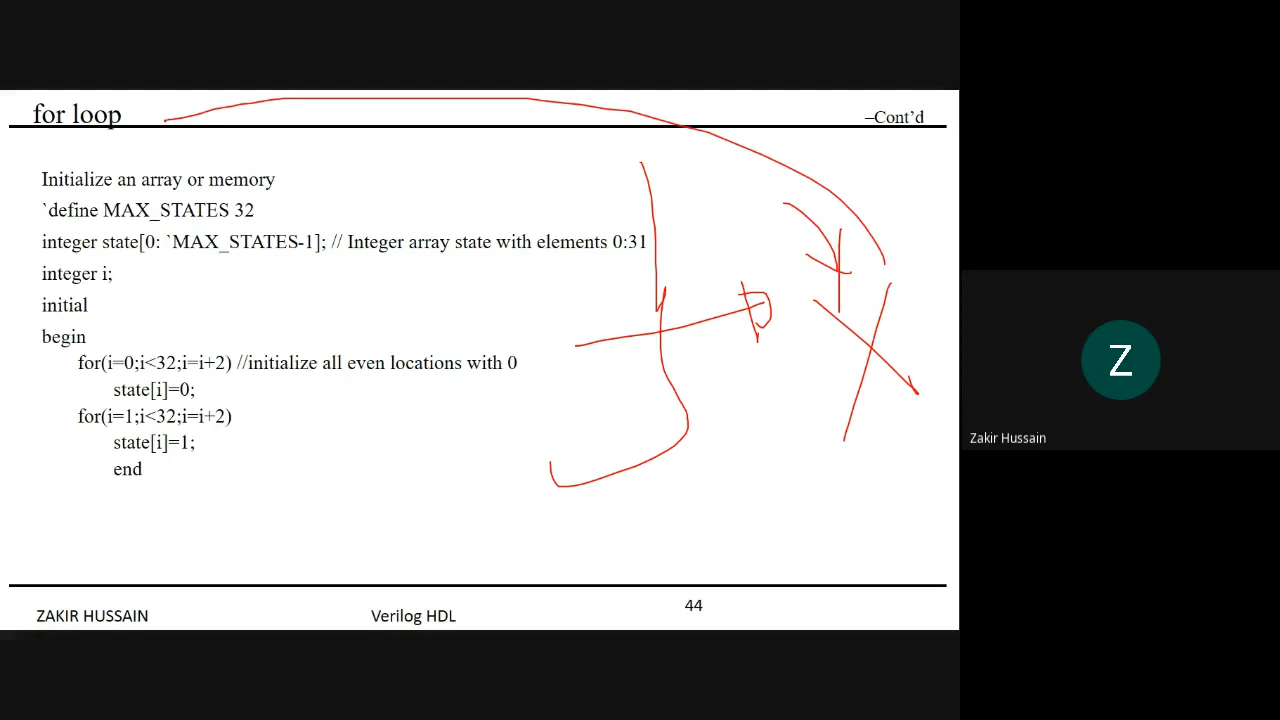 for loop
–Cont’d
Initialize an array or memory
`define MAX_STATES 32
integer state[0: `MAX_STATES-1]; // Integer array state with elements 0:31
integer i;
initial
begin
for(i=0;i<32;i=i+2) //initialize all even locations with 0
state[i]=0;
for(i=1;i<32;i=i+2)
state[i]=1;
end
ZAKIR HUSSAIN
Verilog HDL
44
Z
Zakir Hussain